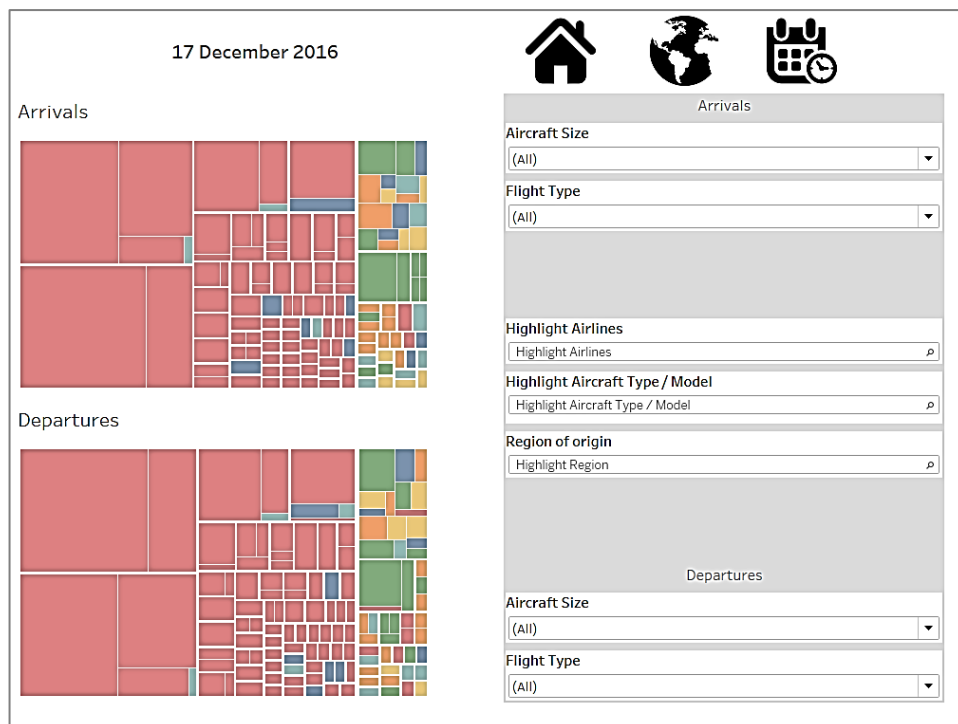 17 December 2016
Arrivals
Departures
Arrivals
Aircraft Size
(All)
Flight Type
(All)
Highlight Airlines
Highlight Airlines
Highlight Aircraft Type / Model
Highlight Aircraft Type / Model
Region of origin
Highlight Region
Departures
Aircraft Size
(All)
Flight Type
(All)